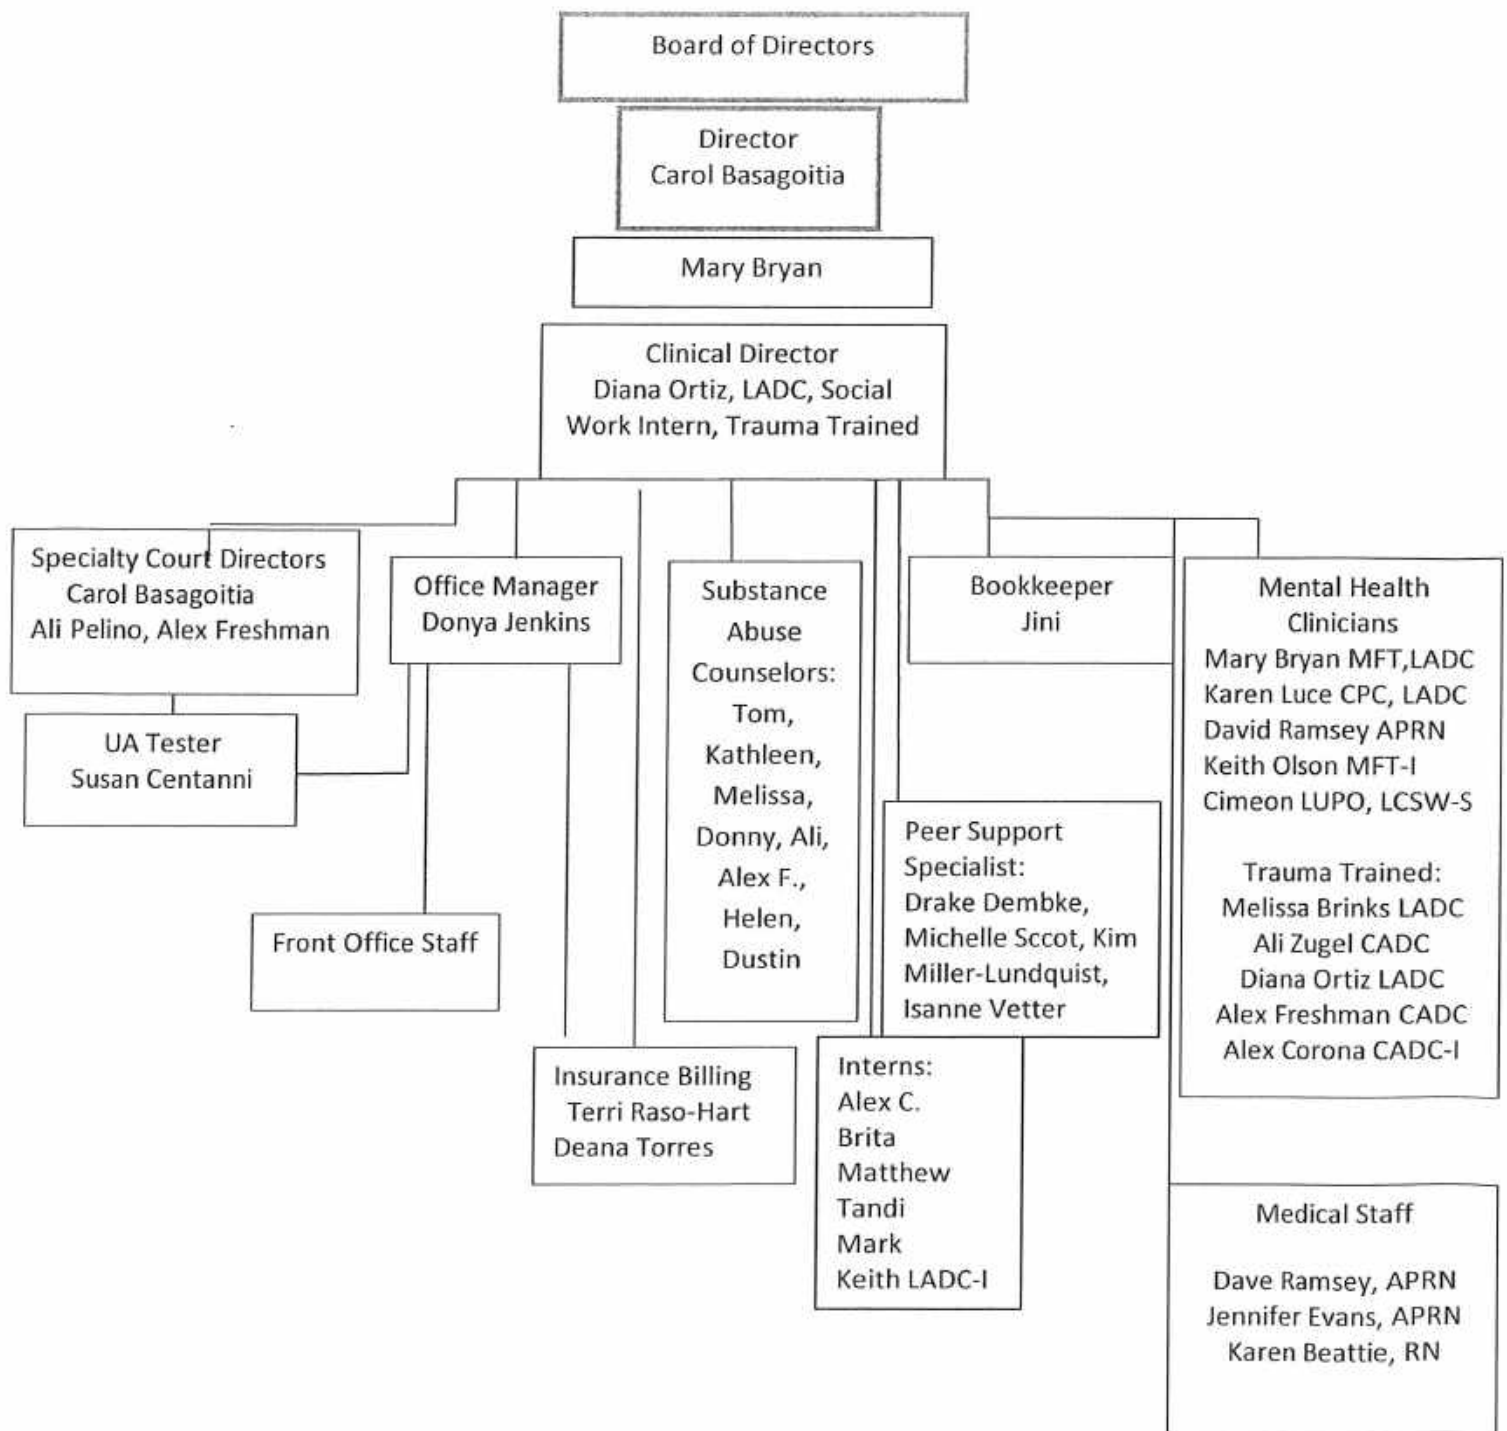 Board of Directors
Director
Carol Basagoitia
Mary Bryan
Clinical Director
Diana Ortiz, LADC, Social
Work Intern, Trauma Trained
Specialty Court Directors
Carol Basagoitia
Ali Pelino, Alex Freshman
UA Tester
Susan Centanni
Office Manager
Donya Jenkins
Front Office Staff
Insurance Billing
Terri Raso-Hart
Deana Torres
Substance
Abuse
Counselors:
Tom,
Kathleen,
Melissa,
Donny, Ali,
Alex F.,
Helen,
Dustin
Bookkeeper
Jini
Peer Support
Specialist:
Drake Dembke,
Michelle Sccot, Kim
Miller-Lundquist,
Isanne Vetter
Interns:
Alex C.
Brita
Matthew
Tandi
Mark
Keith LADC-I
Mental Health
Clinicians
Mary Bryan MFT,LADC
Karen Luce CPC, LADC
David Ramsey APRN
Keith Olson MFT-I
Cimeon LUPO, LCSW-S
Trauma Trained:
Melissa Brinks LADC
Ali Zugel CADC
Diana Ortiz LADC
Alex Freshman CADC
Alex Corona CADC-I
Medical Staff
Dave Ramsey, APRN
Jennifer Evans, APRN
Karen Beattie, RN